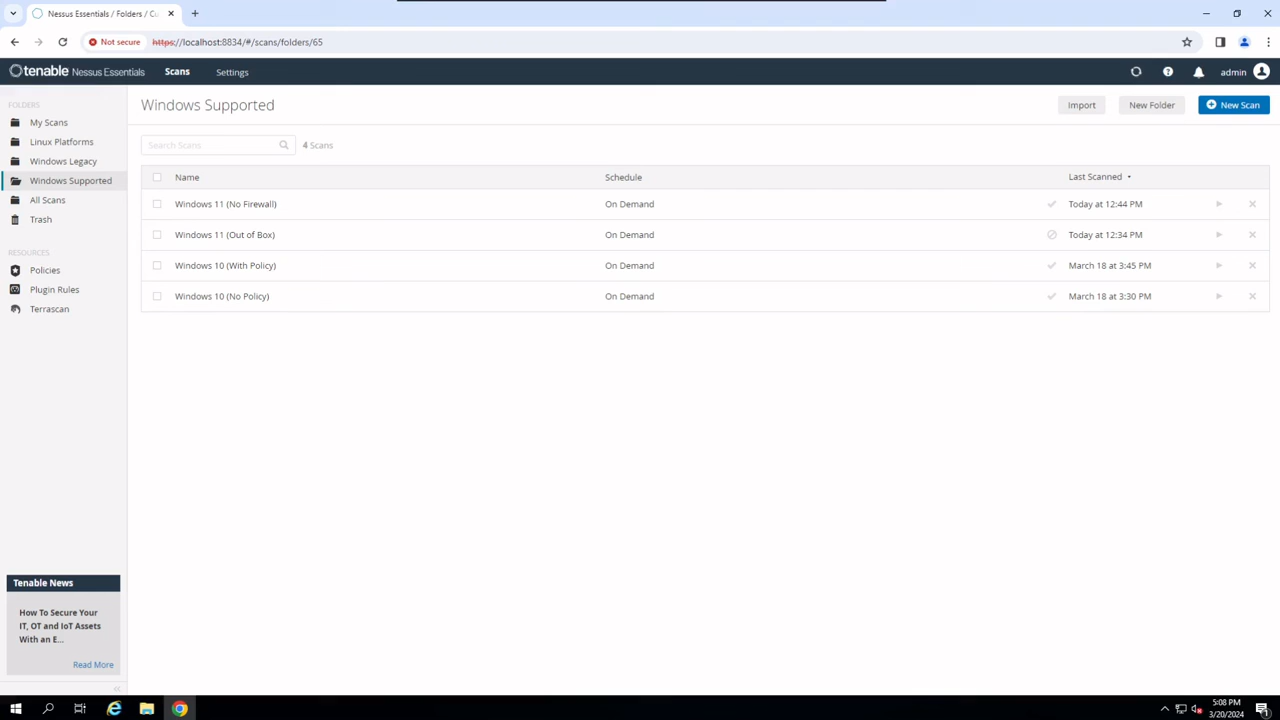 Nessus Essentials / Folders / Cu
Not secure https://localhost:8834/#/scans/folders/65
tenable Nessus Essentials Scans Settings admin
FOLDERS
My Scans
Linux Platforms
Windows Legacy
Windows Supported
All Scans
Trash
RESOURCES
Policies
Plugin Rules
Terrascan
Tenable News
How To Secure Your
IT, OT and IoT Assets
With an E...
Read More
Windows Supported
Import New Folder New Scan
Search Scans 4 Scans
Name Schedule Last Scanned
Windows 11 (No Firewall) On Demand Today at 12:44 PM
Windows 11 (Out of Box) On Demand Today at 12:34 PM
Windows 10 (With Policy) On Demand March 18 at 3:45 PM
Windows 10 (No Policy) On Demand March 18 at 3:30 PM
5:08 PM
3/20/2024
1